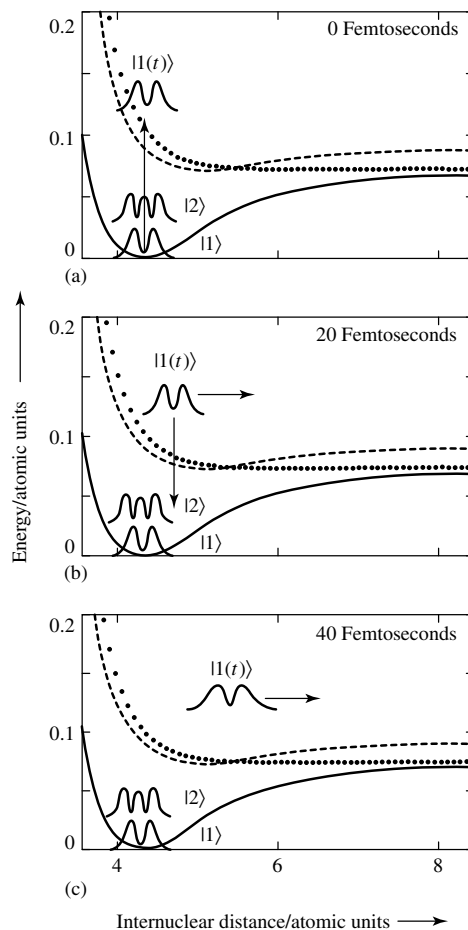 0.2
0 Femtoseconds
|1(t)⟩
0.1
|2⟩
|1⟩
0
(a)
0.2
20 Femtoseconds
|1(t)⟩
0.1
|2⟩
|1⟩
0
(b)
0.2
40 Femtoseconds
|1(t)⟩
0.1
|2⟩
|1⟩
0
4 6 8
(c)
Internuclear distance/atomic units
Energy/atomic units